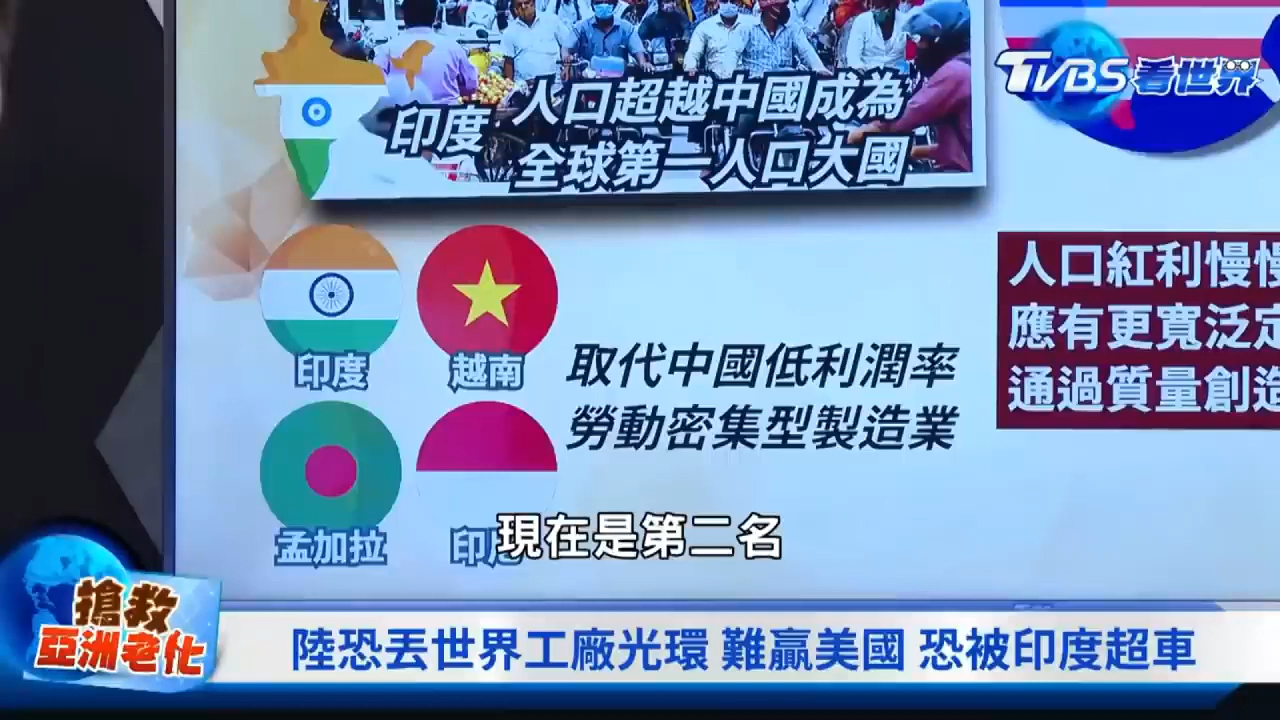 TVBS看世界
印度
人口超越中國成為
全球第一人口大國
人口紅利慢慢
應有更寬泛定
通過質量創造
印度
越南
取代中國低利潤率
勞動密集型製造業
孟加拉
印尼
現在是第二名
搶救
亞洲老化
陸恐丟世界工廠光環 難贏美國 恐被印度超車